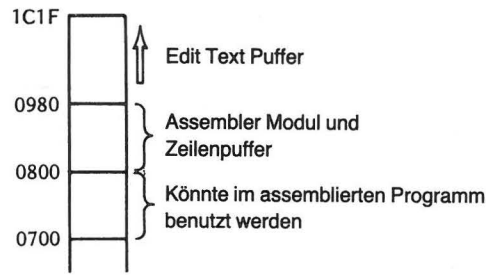 1C1F
Edit Text Puffer
0980
Assembler Modul und
Zeilenpuffer
0800
Könnte im assemblierten Programm
benutzt werden
0700